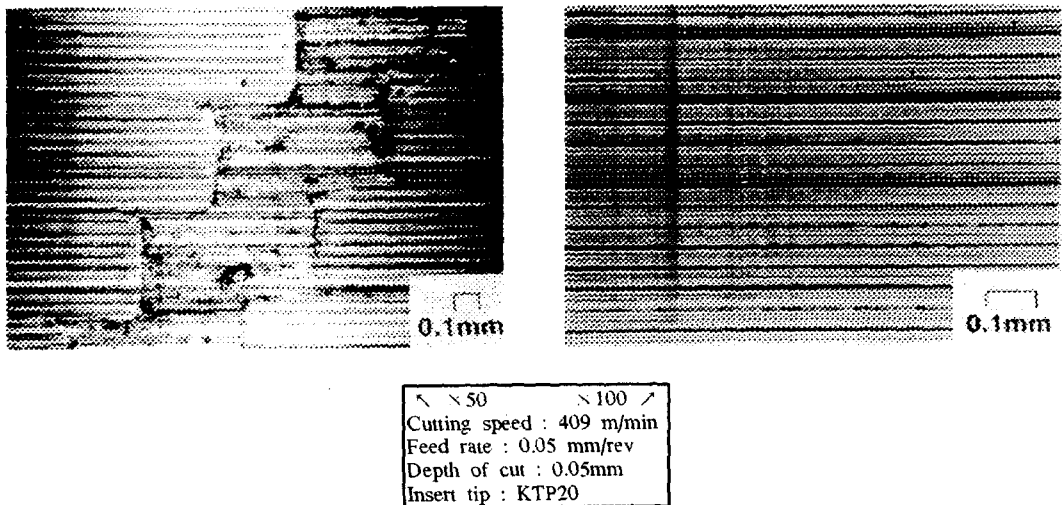 0.1mm
0.1mm
↖ ×50 ×100 ↗
Cutting speed : 409 m/min
Feed rate : 0.05 mm/rev
Depth of cut : 0.05mm
Insert tip : KTP20